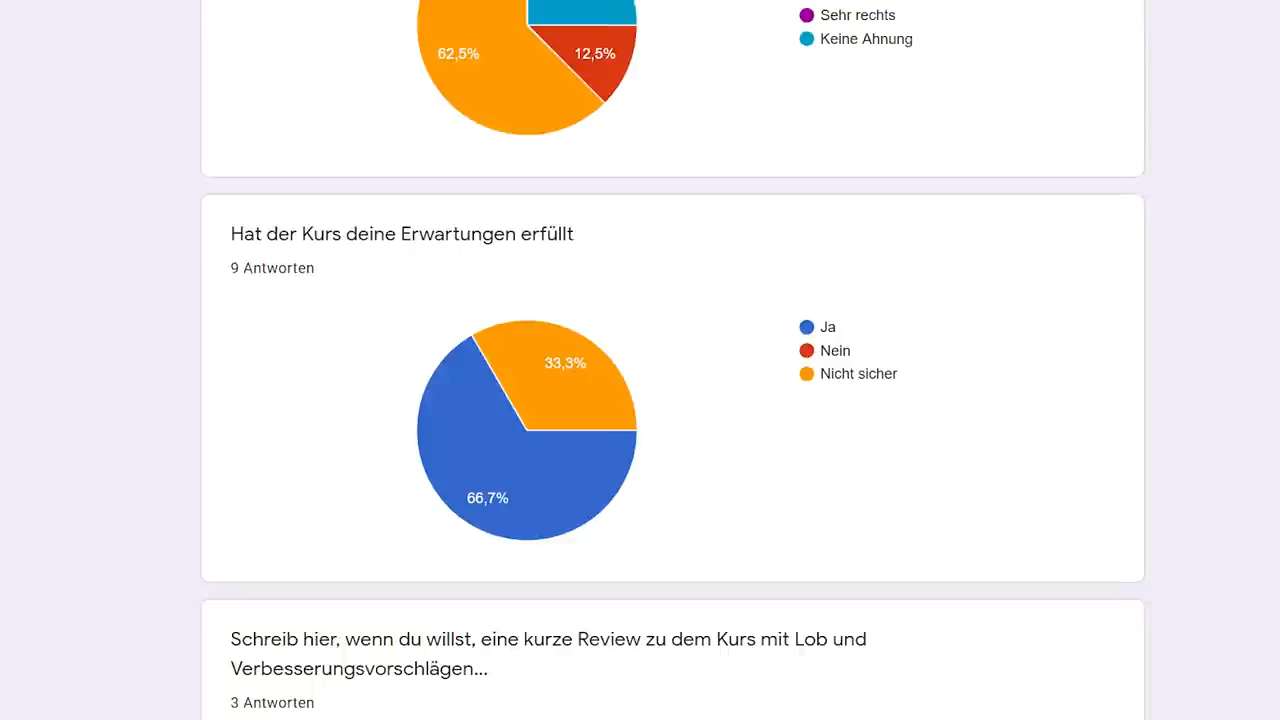 Sehr rechts
Keine Ahnung
62,5%
12,5%
Hat der Kurs deine Erwartungen erfüllt
9 Antworten
Ja
Nein
Nicht sicher
33,3%
66,7%
Schreib hier, wenn du willst, eine kurze Review zu dem Kurs mit Lob und
Verbesserungsvorschlägen...
3 Antworten